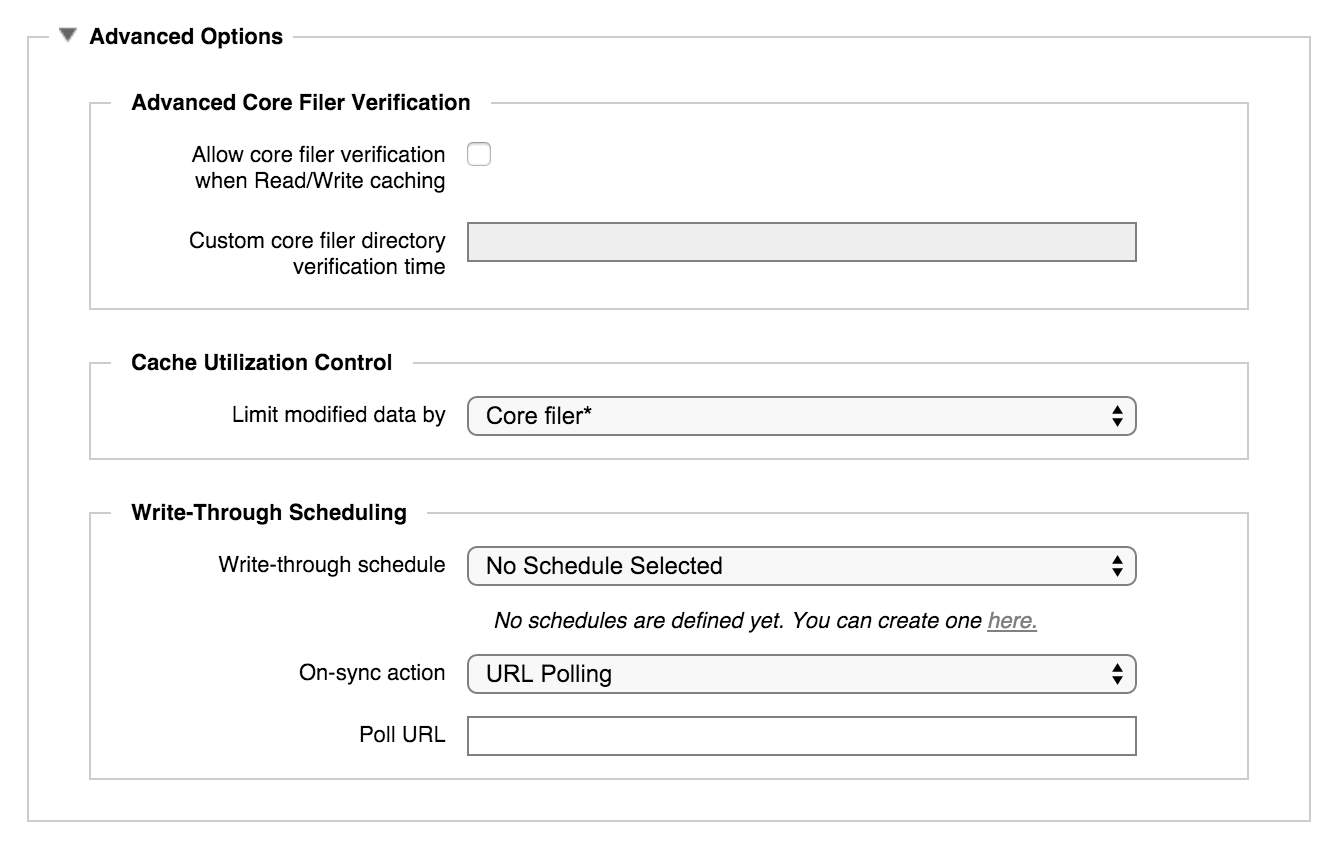 Advanced Options
Advanced Core Filer Verification
Allow core filer verification
when Read/Write caching
Custom core filer directory
verification time
Cache Utilization Control
Limit modified data by
Core filer*
Write-Through Scheduling
Write-through schedule
No Schedule Selected
No schedules are defined yet. You can create one here.
On-sync action
URL Polling
Poll URL